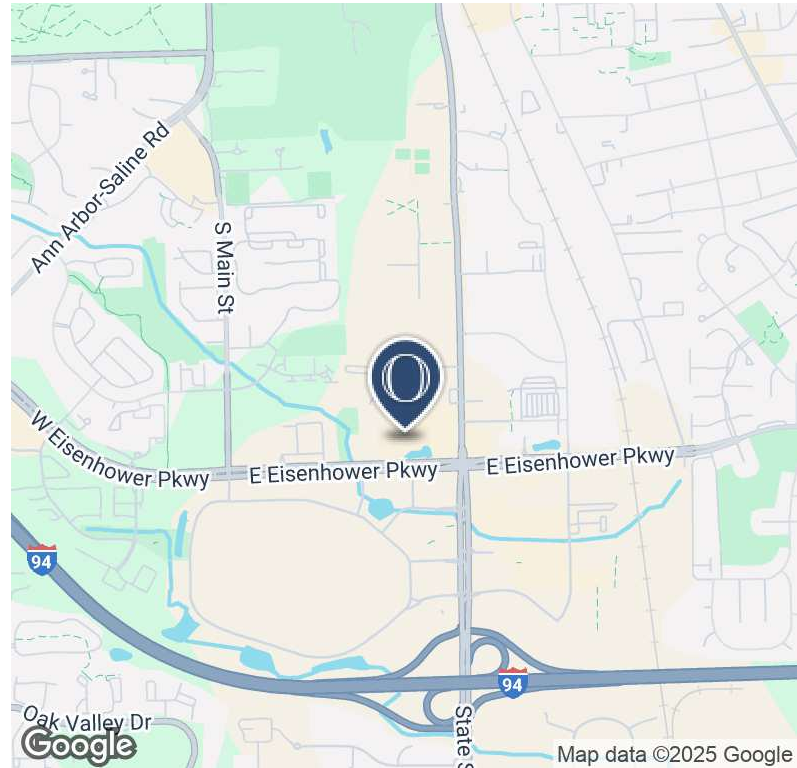 Ann Arbor-Saline Rd
S Main St
O
W Eisenhower Pkwy
E Eisenhower Pkwy
E Eisenhower Pkwy
94
94
Oak Valley Dr
State S
Google
Map data ©2025 Google